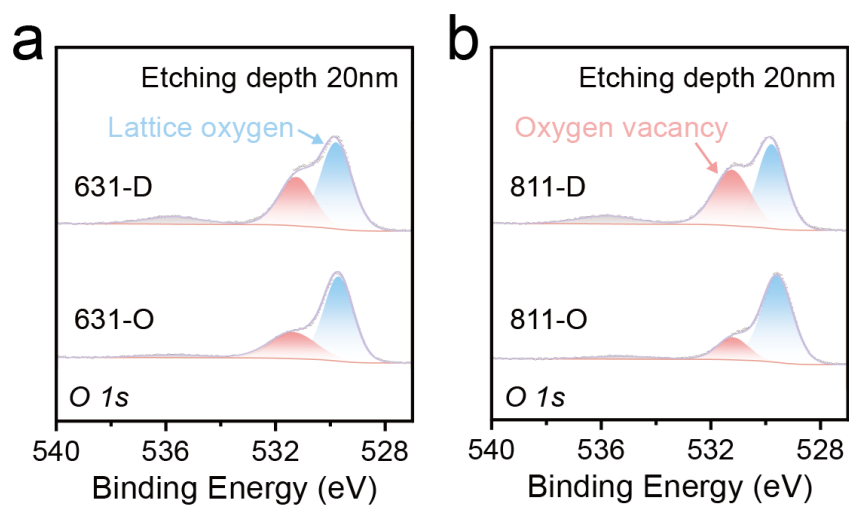 a
Etching depth 20nm
Lattice oxygen
631-D
631-O
O 1s
540 536 532 528
Binding Energy (eV)
b
Etching depth 20nm
Oxygen vacancy
811-D
811-O
O 1s
540 536 532 528
Binding Energy (eV)